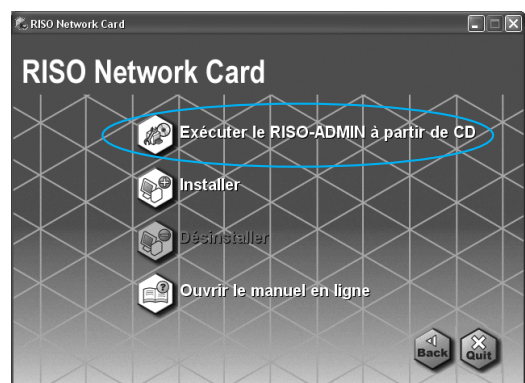 RISO Network Card
RISO Network Card
Exécuter le RISO-ADMIN à partir de CD
Installer
Désinstaller
Ouvrir le manuel en ligne
Back
Quit